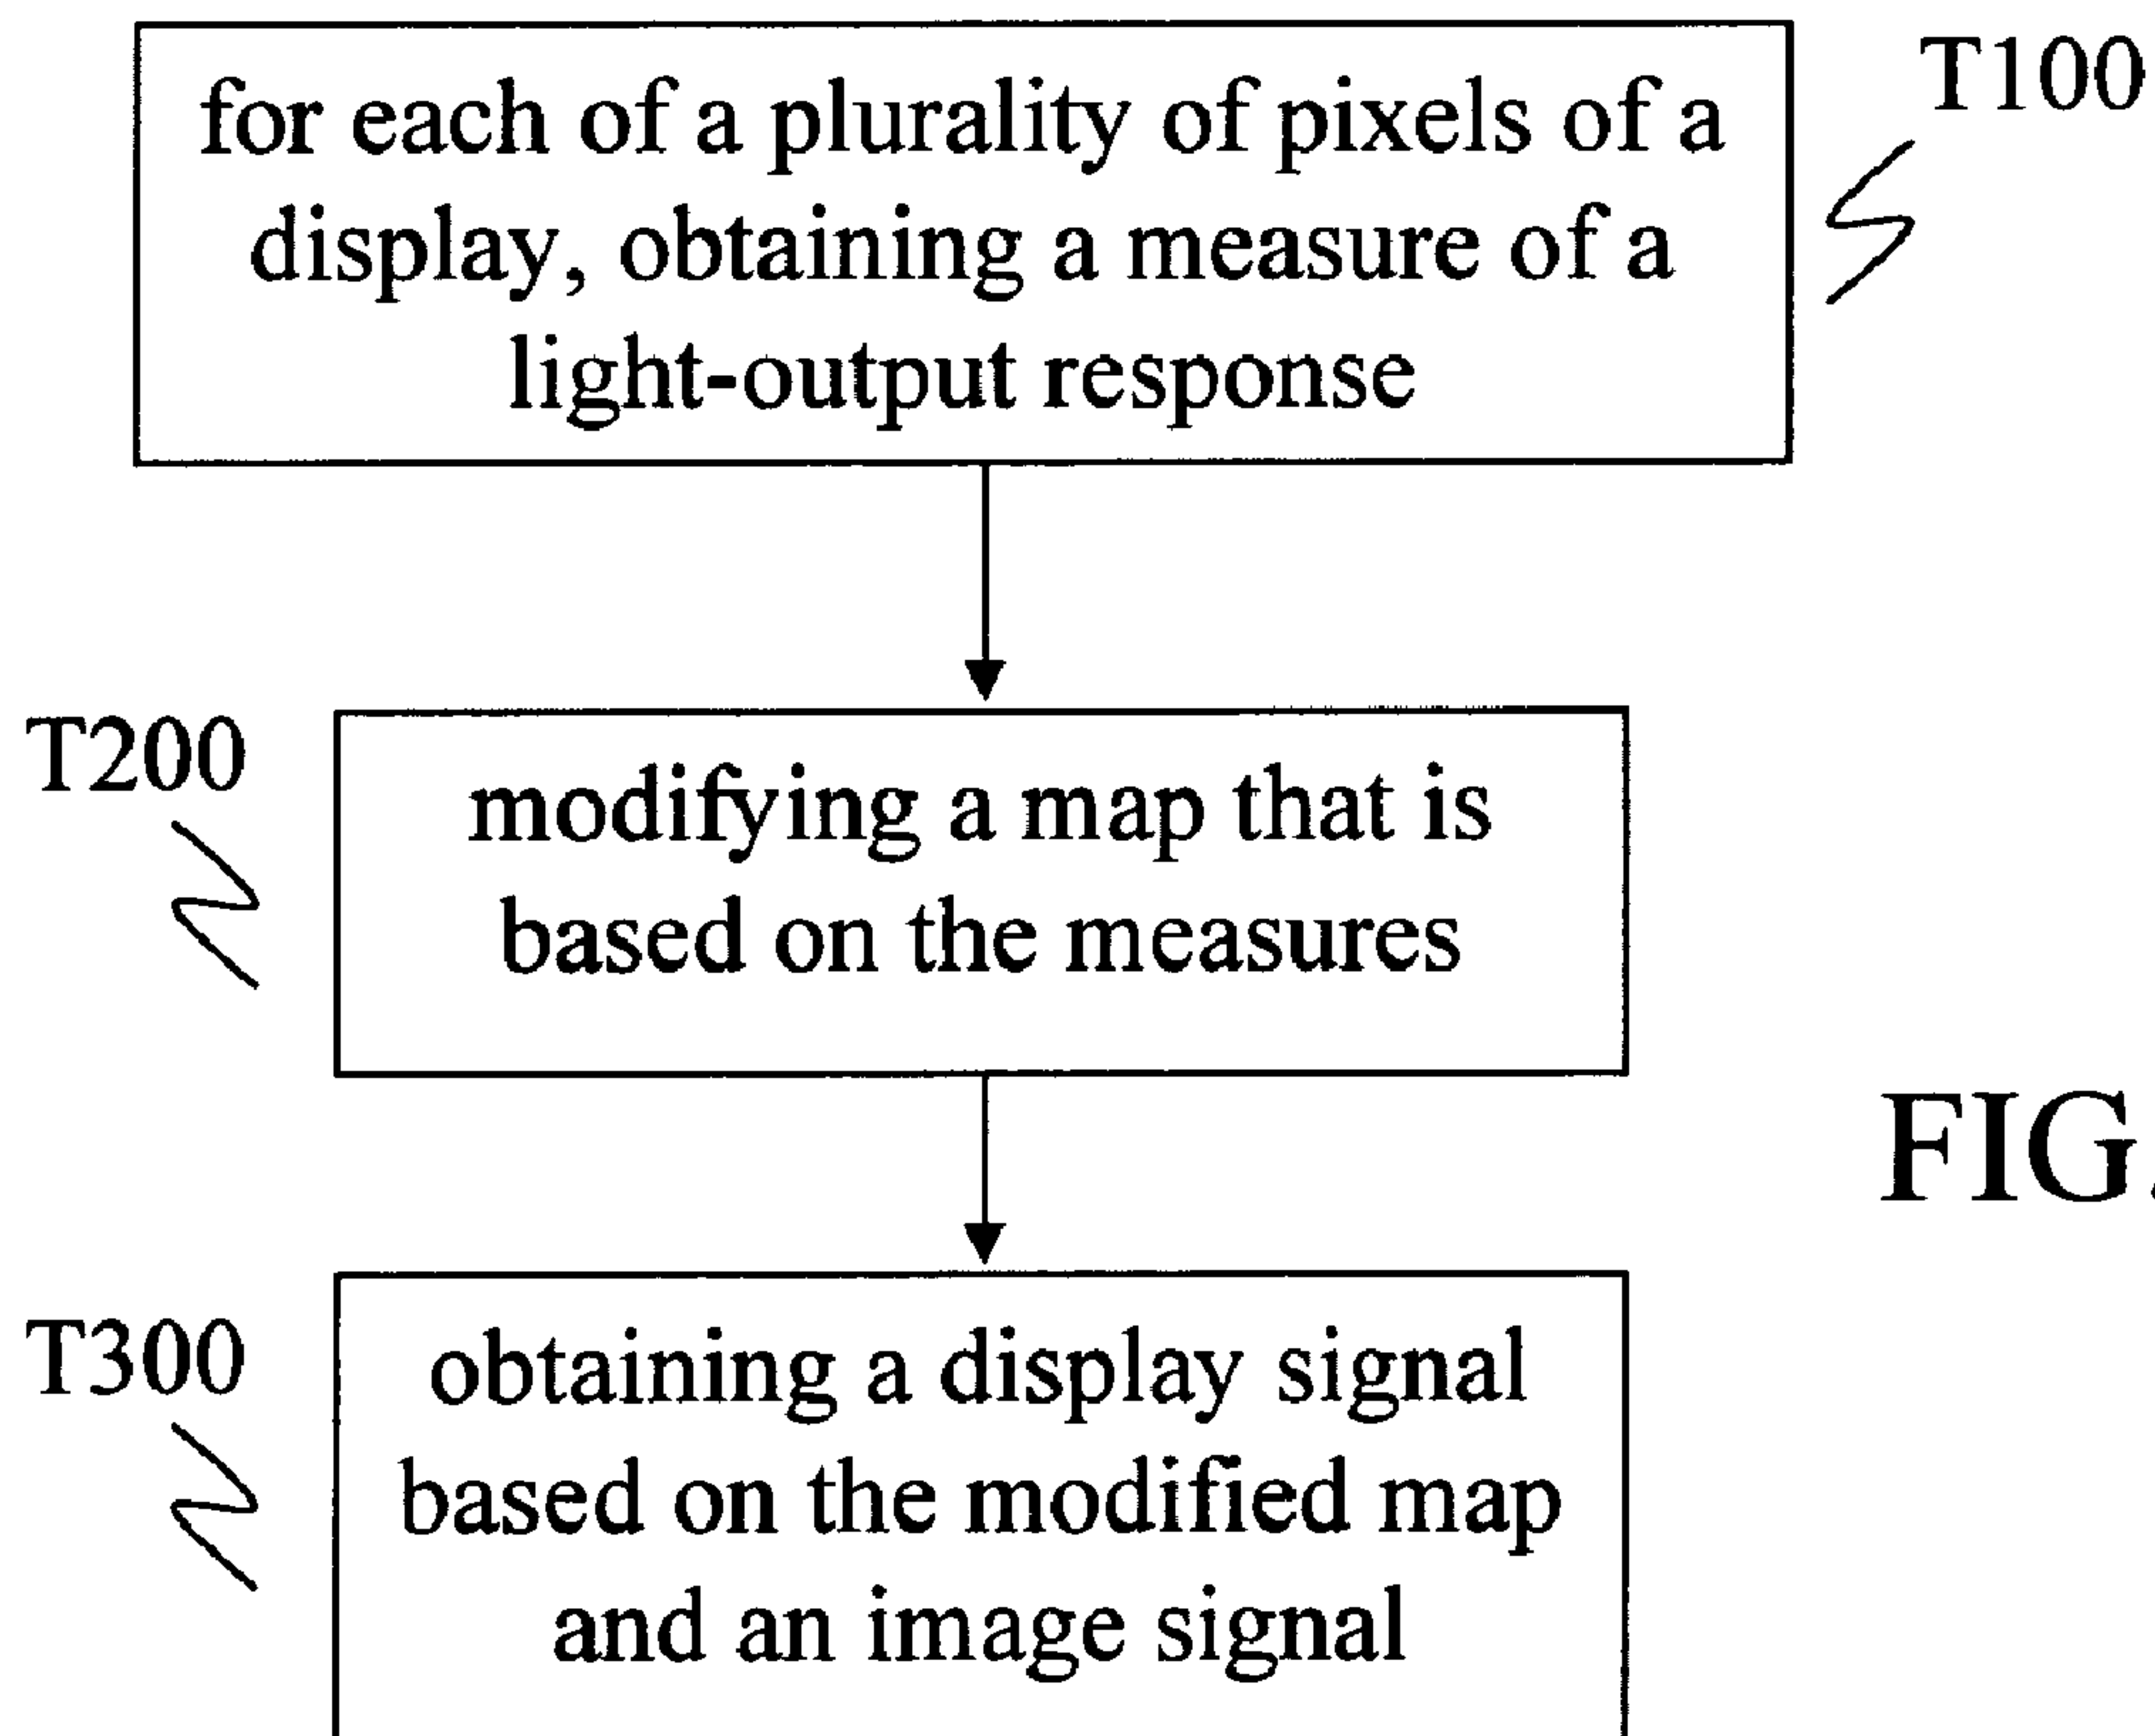 for each of a plurality of pixels of a
display, obtaining a measure of a
light-output response
T100
T200
modifying a map that is
based on the measures
FIG.
T300
obtaining a display signal
based on the modified map
and an image signal